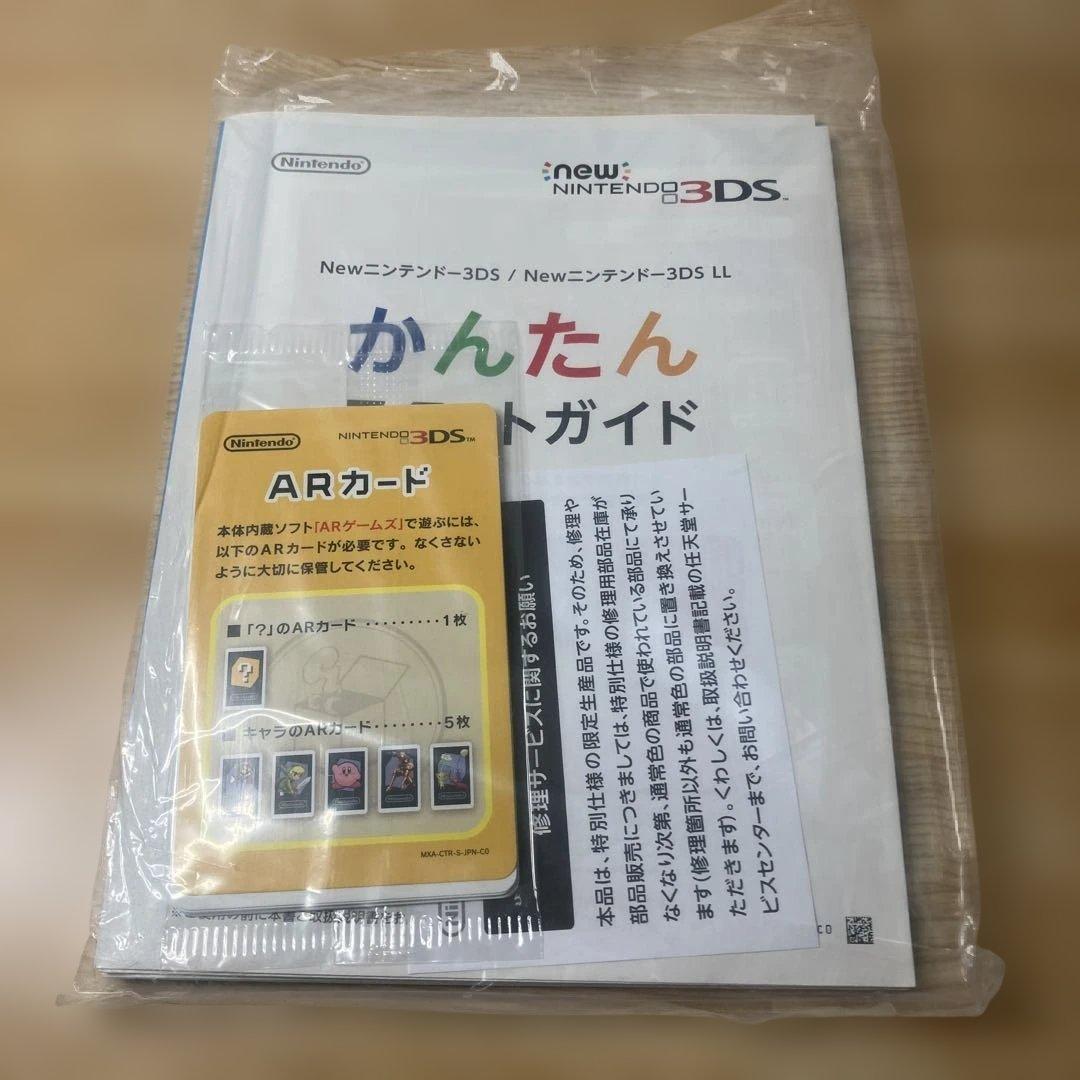 Nintendo
new
NINTENDO 3DS™
Newニンテンドー3DS / Newニンテンドー3DS LL
かんたん
トガイド
Nintendo
NINTENDO 3DS™
ARカード
本体内蔵ソフト「ARゲームズ」で遊ぶには、
以下のARカードが必要です。なくさない
ように大切に保管してください。
■「?」のARカード ・・・・・・・・・1枚
?
■ キャラのARカード・・・・・・・・5枚
MXA-CTR-S-JPN-C0
修理サービスに関するお願い
本品は、特別仕様の限定生産品です。そのため、修理や
部品販売につきましては、特別仕様の修理用部品在庫が
なくなり次第、通常色の商品で使われている部品にて承り
ます(修理箇所以外も通常色の部品に置き換えさせてい
ただきます)。くわしくは、取扱説明書記載の任天堂サー
ビスセンターまで、お問い合わせください。